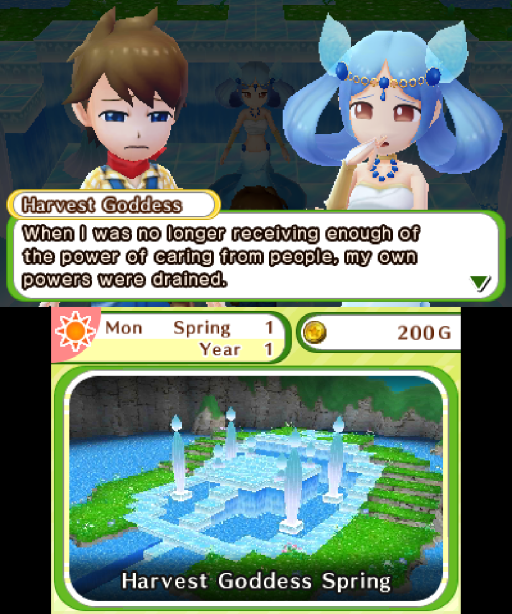 Harvest Goddess
When I was no longer receiving enough of
the power of caring from people, my own
powers were drained.
Mon Spring 1
Year 1
200 G
Harvest Goddess Spring